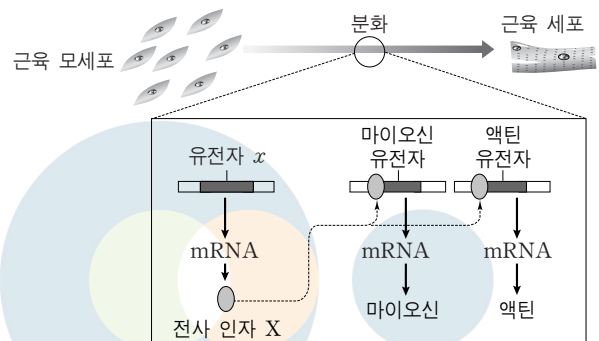 분화
근육 모세포
근육 세포
유전자 x
마이오신
유전자
액틴
유전자
mRNA
mRNA
mRNA
마이오신
액틴
전사 인자 X